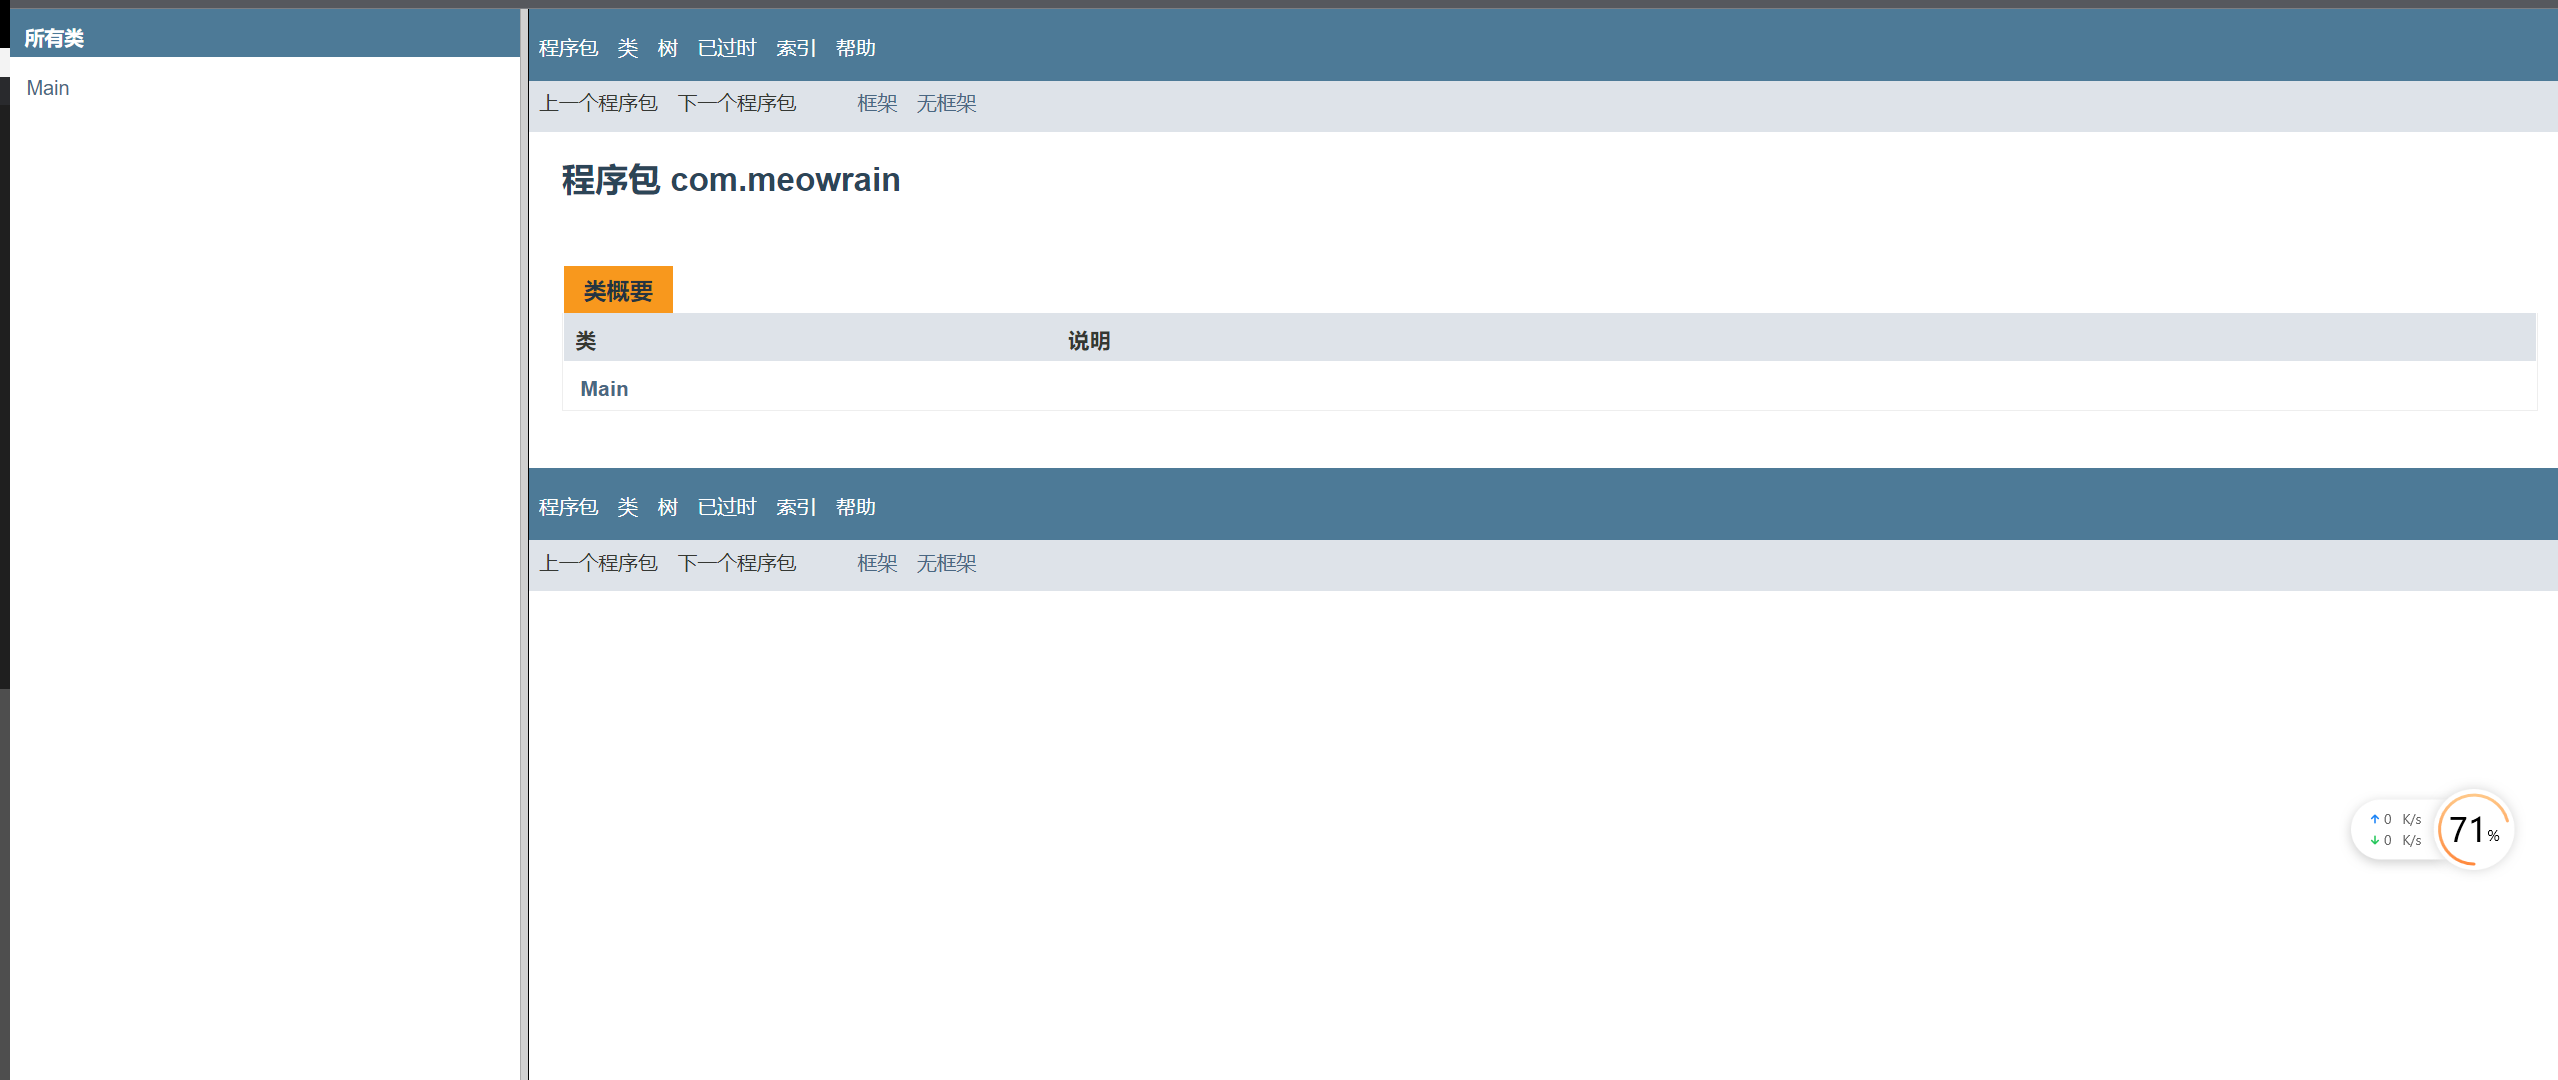 所有类
Main
程序包 类 树 已过时 索引 帮助
上一个程序包 下一个程序包 框架 无框架
程序包 com.meowrain
类概要
类 说明
Main
程序包 类 树 已过时 索引 帮助
上一个程序包 下一个程序包 框架 无框架
↑ 0 K/s
↓ 0 K/s
71%